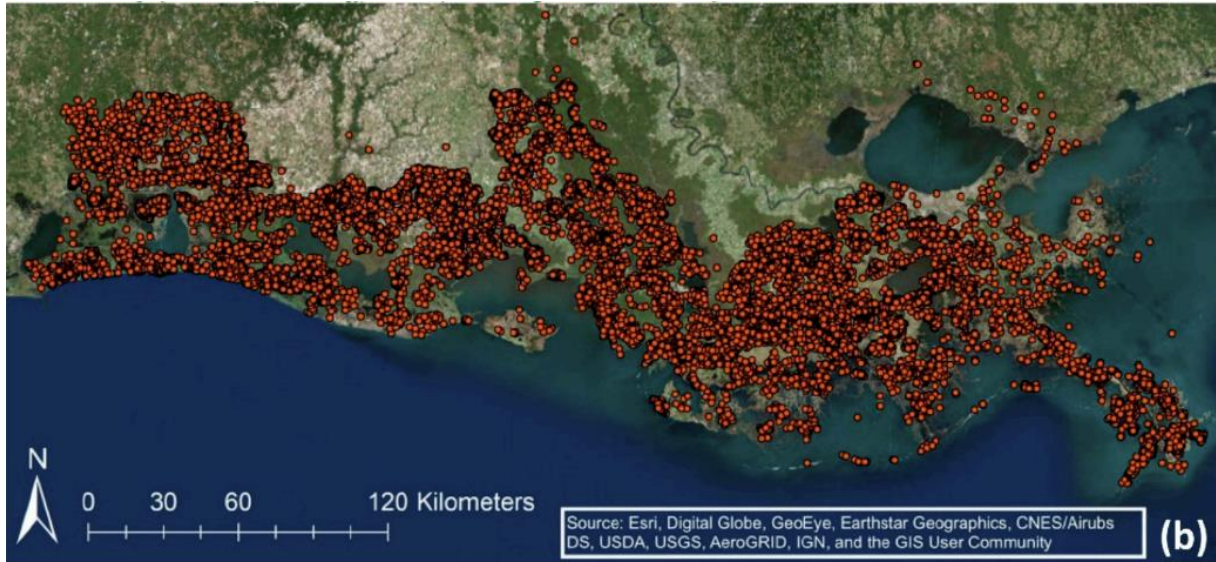 N
0 30 60 120 Kilometers
Source: Esri, Digital Globe, GeoEye, Earthstar Geographics, CNES/Airubs
DS, USDA, USGS, AeroGRID, IGN, and the GIS User Community
(b)